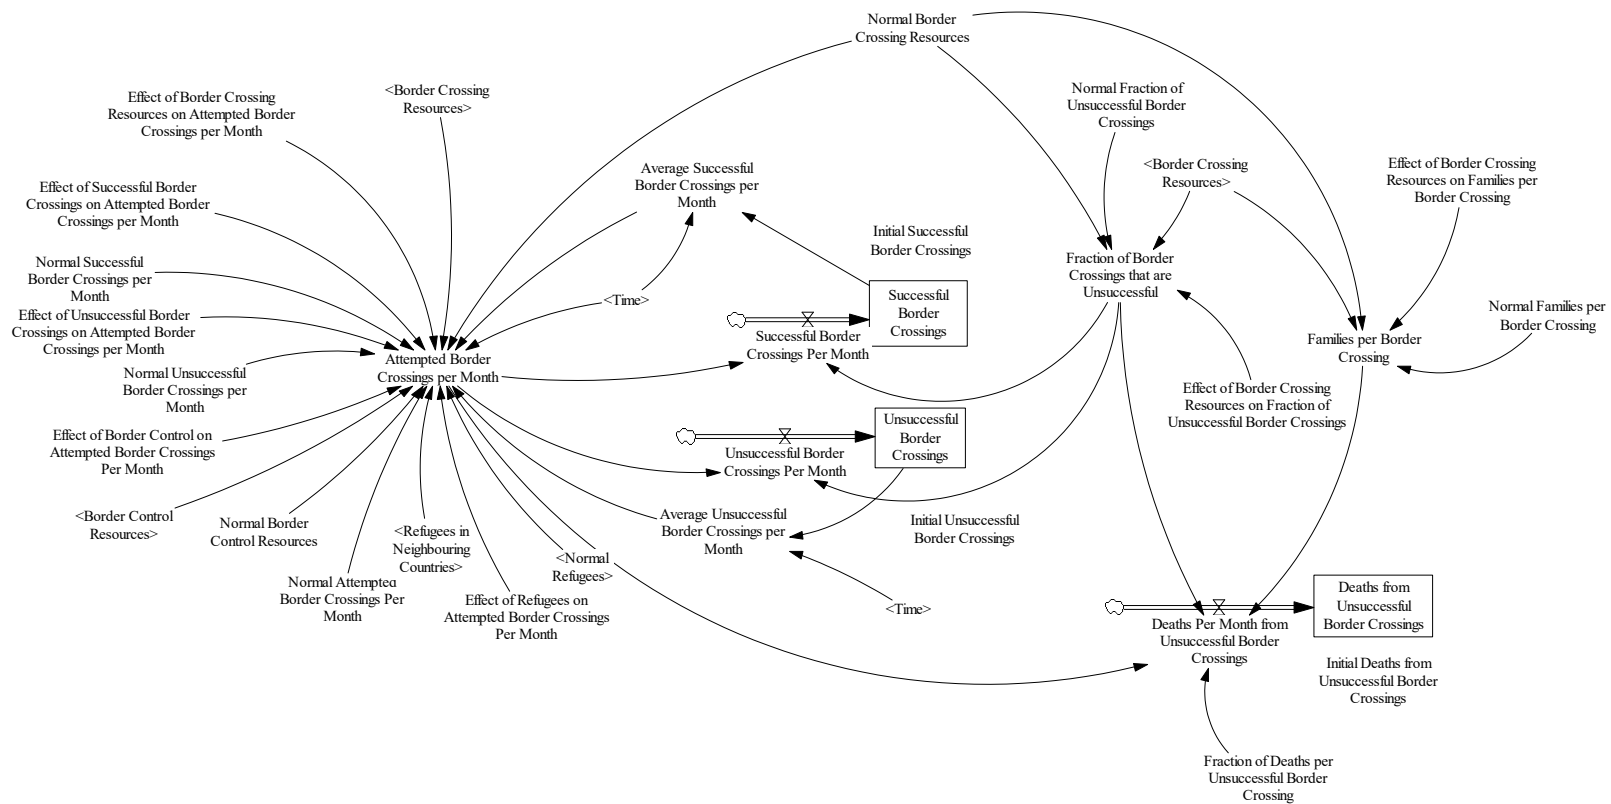 Normal Border
Crossing Resources
Effect of Border Crossing
Resources on Attempted Border
Crossings per Month
<Border Crossing
Resources>
Normal Fraction of
Unsuccessful Border
Crossings
Average Successful
Border Crossings per
Month
<Border Crossing
Resources>
Effect of Border Crossing
Resources on Families per
Border Crossing
Effect of Successful Border
Crossings on Attempted Border
Crossings per Month
Initial Successful
Border Crossings
Normal Successful
Border Crossings per
Month
Fraction of Border
Crossings that are
Unsuccessful
<Time>
Successful
Border
Crossings
Normal Families per
Border Crossing
Effect of Unsuccessful Border
Crossings on Attempted Border
Crossings per Month
Successful Border
Crossings Per Month
Families per Border
Crossing
Attempted Border
Crossings per Month
Normal Unsuccessful
Border Crossings per
Month
Effect of Border Crossing
Resources on Fraction of
Unsuccessful Border Crossings
Effect of Border Control on
Attempted Border Crossings
Per Month
Unsuccessful
Border
Crossings
Unsuccessful Border
Crossings Per Month
<Border Control
Resources>
Normal Border
Control Resources
<Refugees in
Neighbouring
Countries>
Average Unsuccessful
Border Crossings per
Month
Initial Unsuccessful
Border Crossings
<Normal
Refugees>
Normal Attempted
Border Crossings Per
Month
Effect of Refugees on
Attempted Border Crossings
Per Month
<Time>
Deaths from
Unsuccessful
Border Crossings
Deaths Per Month from
Unsuccessful Border
Crossings
Initial Deaths from
Unsuccessful Border
Crossings
Fraction of Deaths per
Unsuccessful Border
Crossing